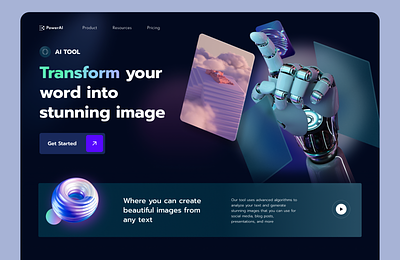 PowerAI
Product
Resources
Pricing
AI TOOL
Transform your
word into
stunning image
Get Started
Where you can create
beautiful images from
any text
Our tool uses advanced algorithms to
analyze your text and generate
stunning images that you can use for
social media, blog posts,
presentations, and more.